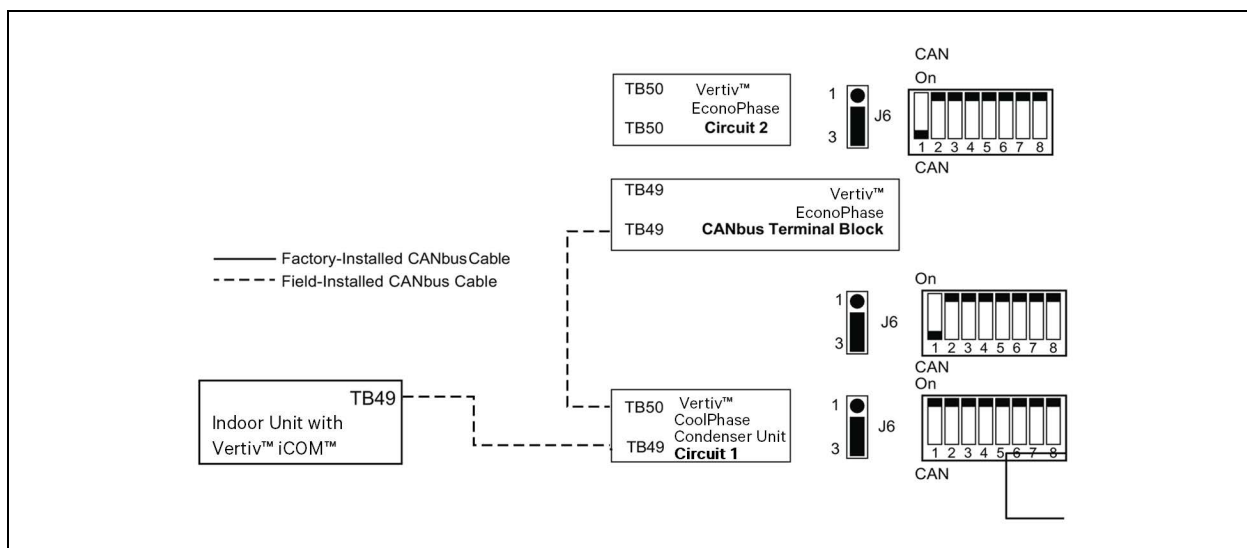 CAN
On
TB50 Vertiv™
EconoPhase
TB50 Circuit 2
1
3
J6
1 2 3 4 5 6 7 8
CAN
TB49 Vertiv™
EconoPhase
TB49 CANbus Terminal Block
Factory-Installed CANbus Cable
Field-Installed CANbus Cable
On
1
3
J6
1 2 3 4 5 6 7 8
CAN
On
TB49
Indoor Unit with
Vertiv™ iCOM™
TB50 Vertiv™
CoolPhase
Condenser Unit
TB49 Circuit 1
1
3
J6
1 2 3 4 5 6 7 8
CAN